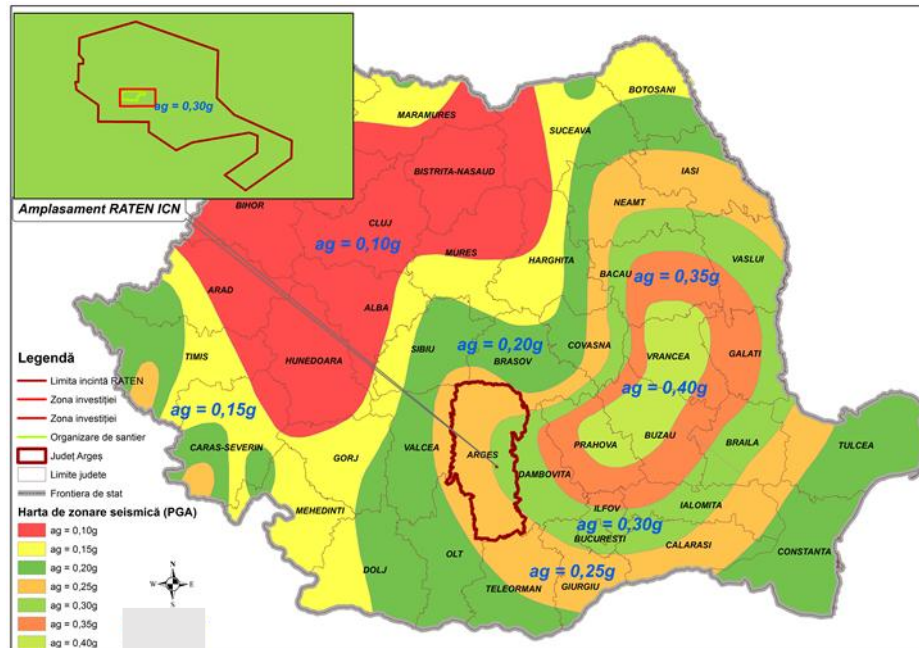 ag = 0,30g
Amplasament RATEN ICN
MARAMURES
BOTOSANI
SUCEAVA
BISTRITA-NASAUD
IASI
BIHOR
NEAMT
CLUJ
ag = 0,10g
MURES
HARGHITA
BACAU
VASLUI
ag = 0,35g
ARAD
ALBA
SIBIU
ag = 0,20g
BRASOV
COVASNA
VRANCEA
GALATI
HUNEDOARA
TIMIS
ag = 0,40g
ag = 0,15g
CARAS-SEVERIN
GORJ
VALCEA
ARGES
PRAHOVA
BUZAU
BRAILA
TULCEA
DAMBOVITA
MEHEDINTI
ILFOV
IALOMITA
ag = 0,30g
BUCURESTI
CALARASI
CONSTANTA
DOLJ
OLT
ag = 0,25g
TELEORMAN
GIURGIU
Legendă
Limita incintă RATEN
Zona investiției
Zona investiției
Organizare de santier
Județ Argeș
Limite judete
Frontiera de stat
Harta de zonare seismică (PGA)
ag = 0,10g
ag = 0,15g
ag = 0,20g
ag = 0,25g
ag = 0,30g
ag = 0,35g
ag = 0,40g
N
W E
S